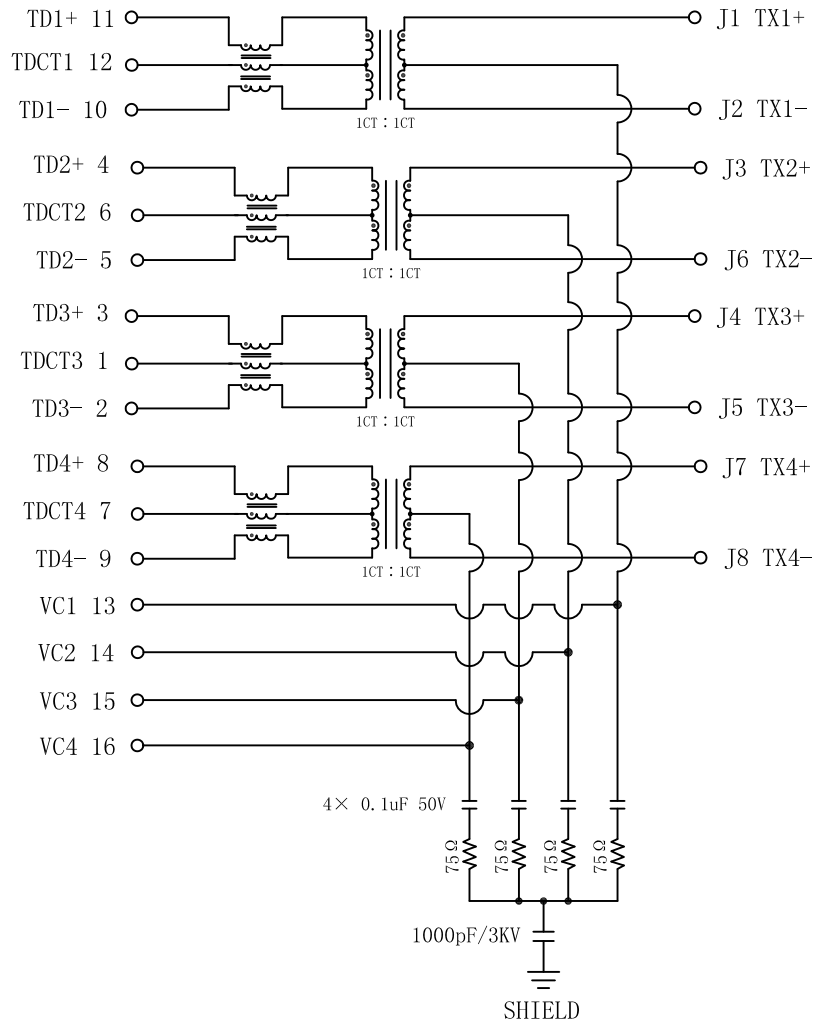 TD1+ 11
J1 TX1+
TDCT1 12
TD1- 10
J2 TX1-
1CT : 1CT
TD2+ 4
J3 TX2+
TDCT2 6
TD2- 5
J6 TX2-
1CT : 1CT
TD3+ 3
J4 TX3+
TDCT3 1
TD3- 2
J5 TX3-
1CT : 1CT
TD4+ 8
J7 TX4+
TDCT4 7
TD4- 9
J8 TX4-
1CT : 1CT
VC1 13
VC2 14
VC3 15
VC4 16
4× 0.1uF 50V
75Ω
75Ω
75Ω
75Ω
1000pF/3KV
SHIELD